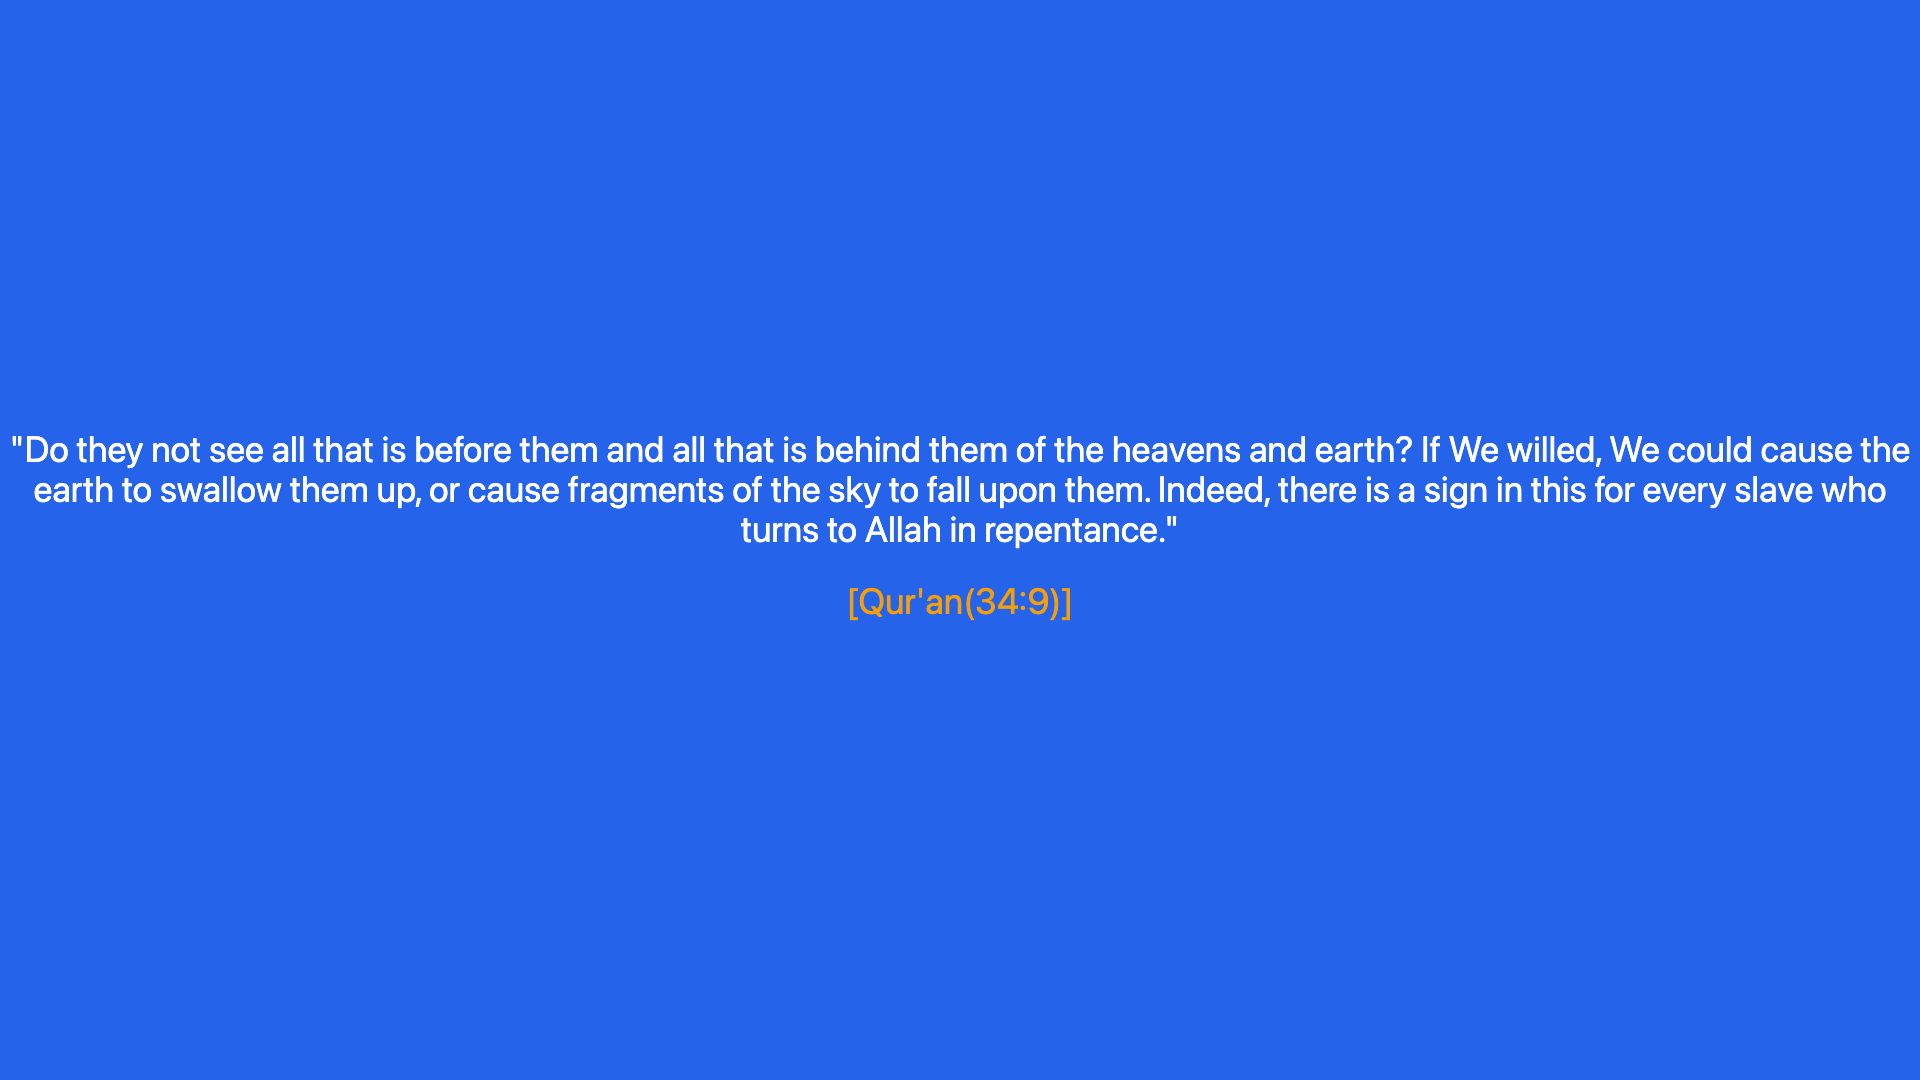 "Do they not see all that is before them and all that is behind them of the heavens and earth? If We willed, We could cause the
earth to swallow them up, or cause fragments of the sky to fall upon them. Indeed, there is a sign in this for every slave who
turns to Allah in repentance."
[Qur'an(34:9)]